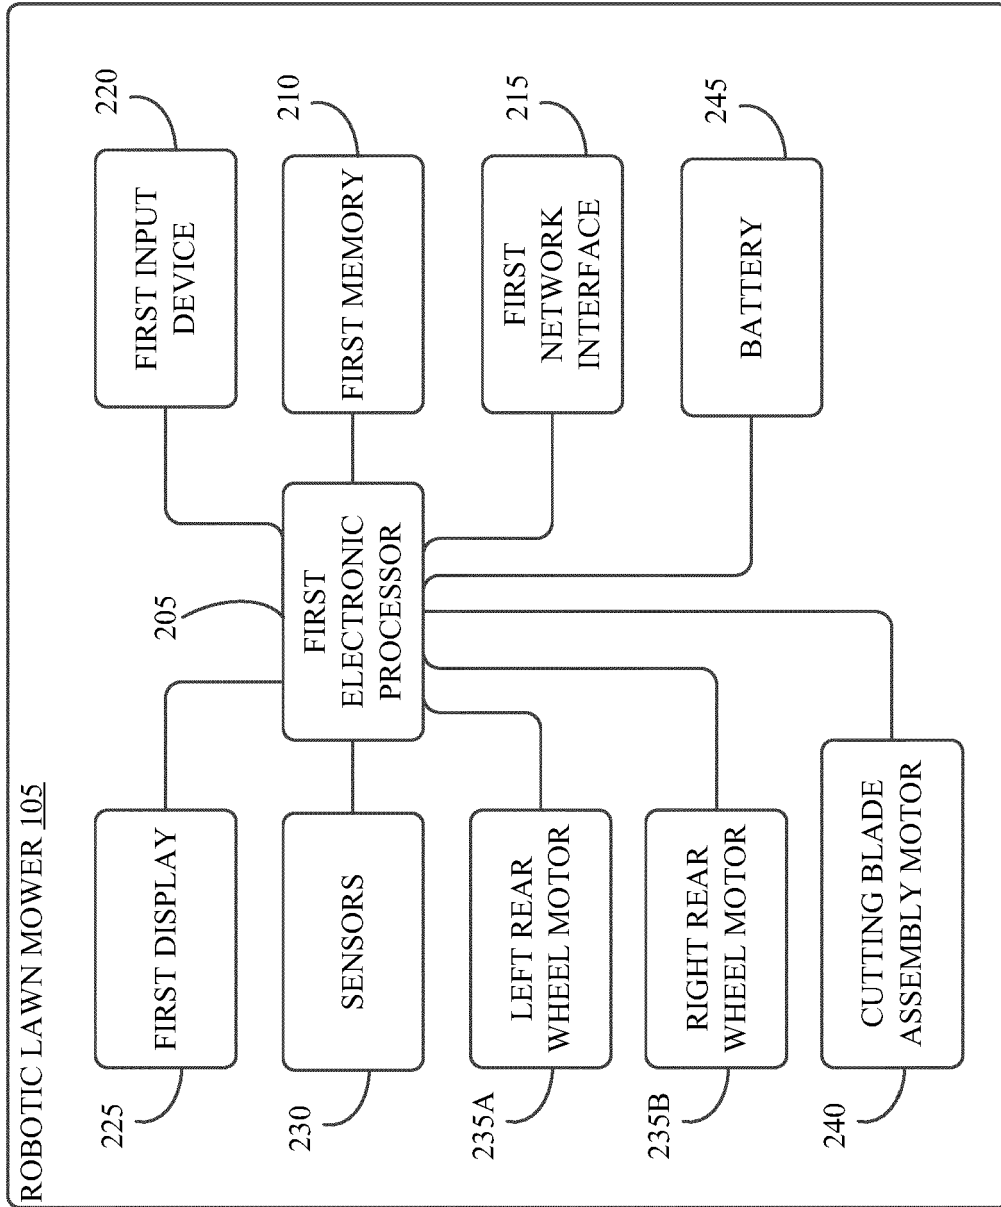 ROBOTIC LAWN MOWER 105
225
FIRST DISPLAY
230
SENSORS
235A
LEFT REAR
WHEEL MOTOR
235B
RIGHT REAR
WHEEL MOTOR
240
CUTTING BLADE
ASSEMBLY MOTOR
205
FIRST
ELECTRONIC
PROCESSOR
220
FIRST INPUT
DEVICE
210
FIRST MEMORY
215
FIRST
NETWORK
INTERFACE
245
BATTERY